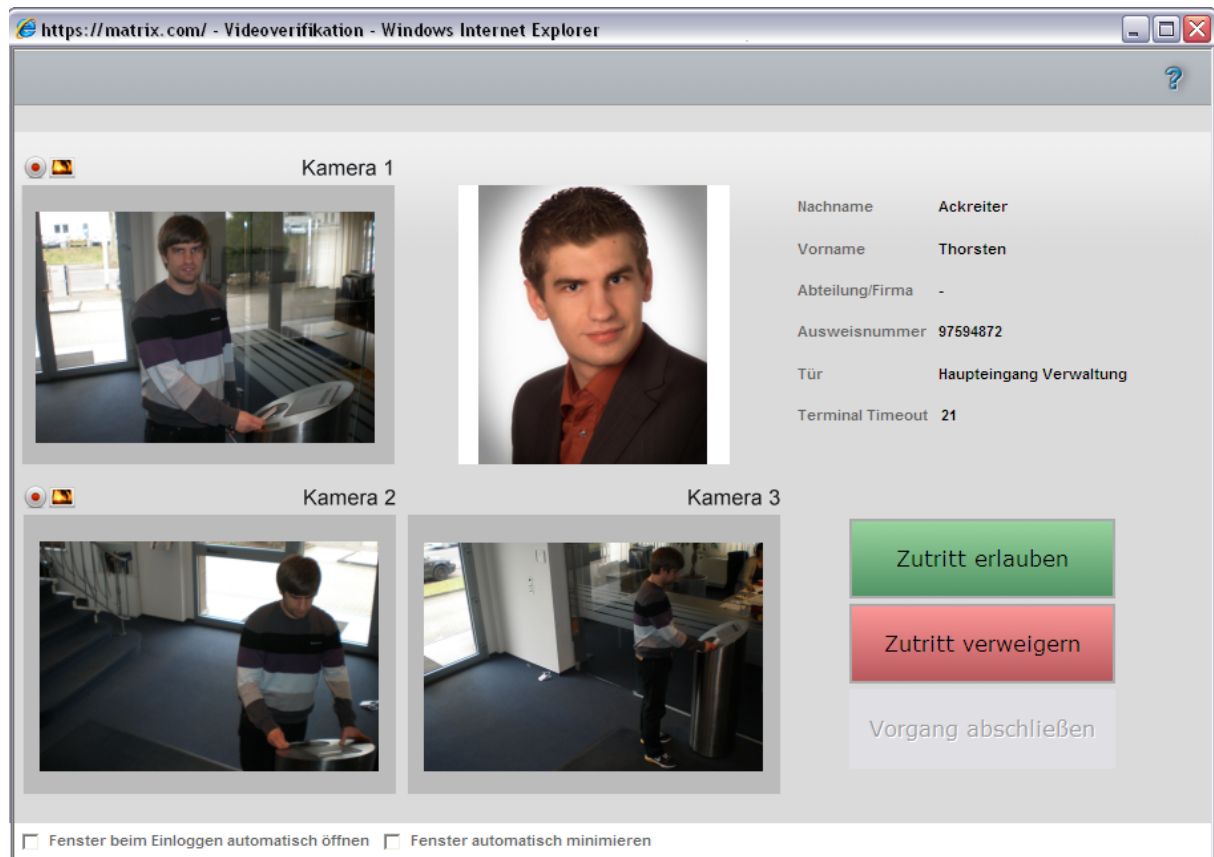 https://matrix.com/ - Videoverifikation - Windows Internet Explorer
?
Kamera 1
Nachname Ackreiter
Vorname Thorsten
Abteilung/Firma -
Ausweisnummer 97594872
Tür Haupteingang Verwaltung
Terminal Timeout 21
Kamera 2
Kamera 3
Zutritt erlauben
Zutritt verweigern
Vorgang abschließen
Fenster beim Einloggen automatisch öffnen Fenster automatisch minimieren